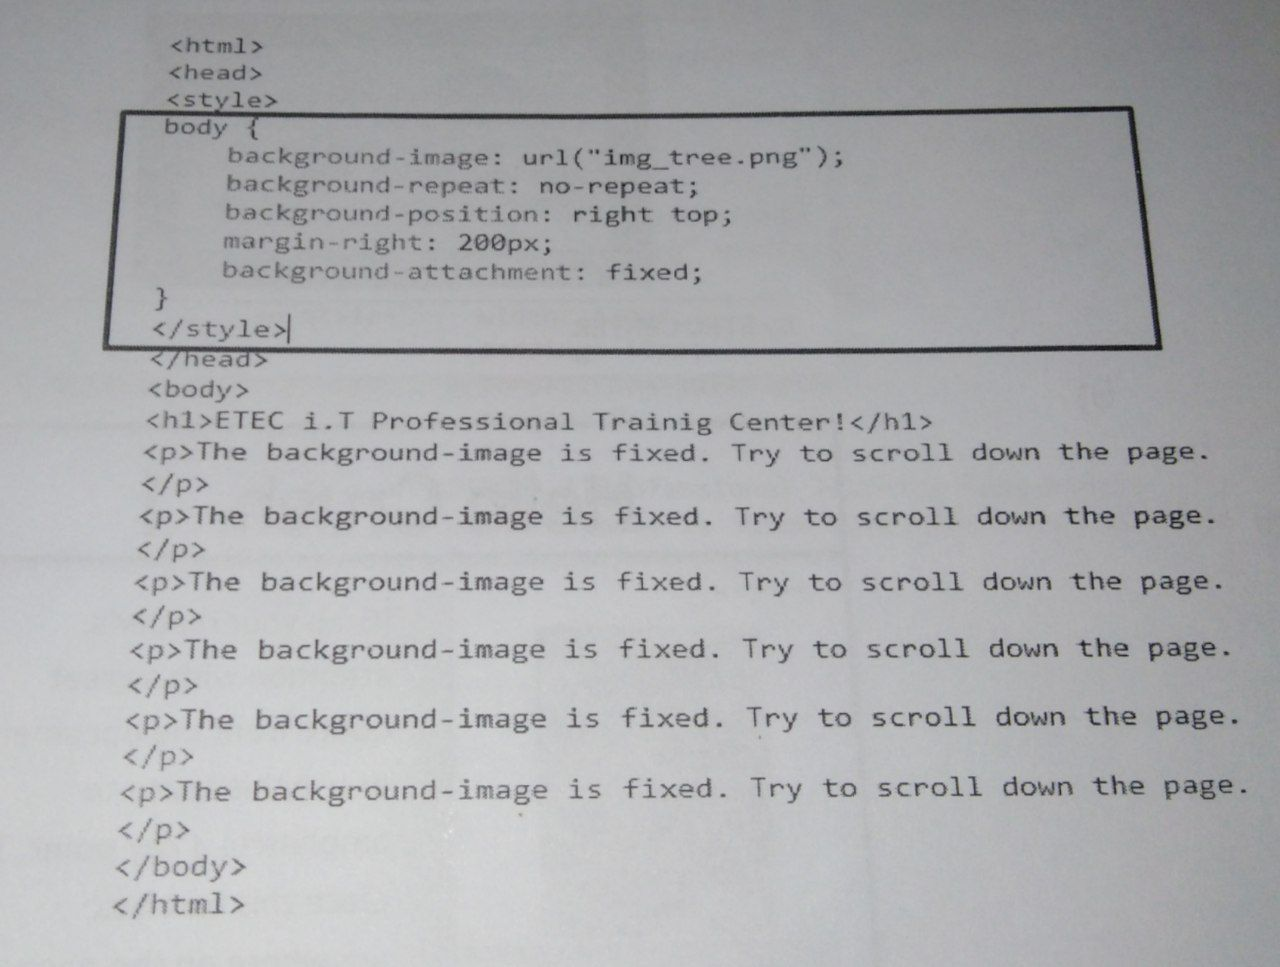 <html>
<head>
<style>
body {
background-image: url("img_tree.png");
background-repeat: no-repeat;
background-position: right top;
margin-right: 200px;
background-attachment: fixed;
}
</style>
</head>
<body>
<h1>ETEC i.T Professional Trainig Center!</h1>
<p>The background-image is fixed. Try to scroll down the page.
</p>
<p>The background-image is fixed. Try to scroll down the page.
</p>
<p>The background-image is fixed. Try to scroll down the page.
</p>
<p>The background-image is fixed. Try to scroll down the page.
</p>
<p>The background-image is fixed. Try to scroll down the page.
</p>
<p>The background-image is fixed. Try to scroll down the page.
</p>
</body>
</html>